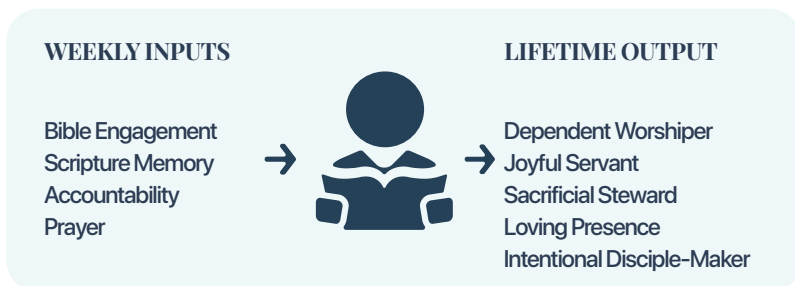 WEEKLY INPUTS
Bible Engagement
Scripture Memory
Accountability
Prayer
LIFETIME OUTPUT
Dependent Worshiper
Joyful Servant
Sacrificial Steward
Loving Presence
Intentional Disciple-Maker